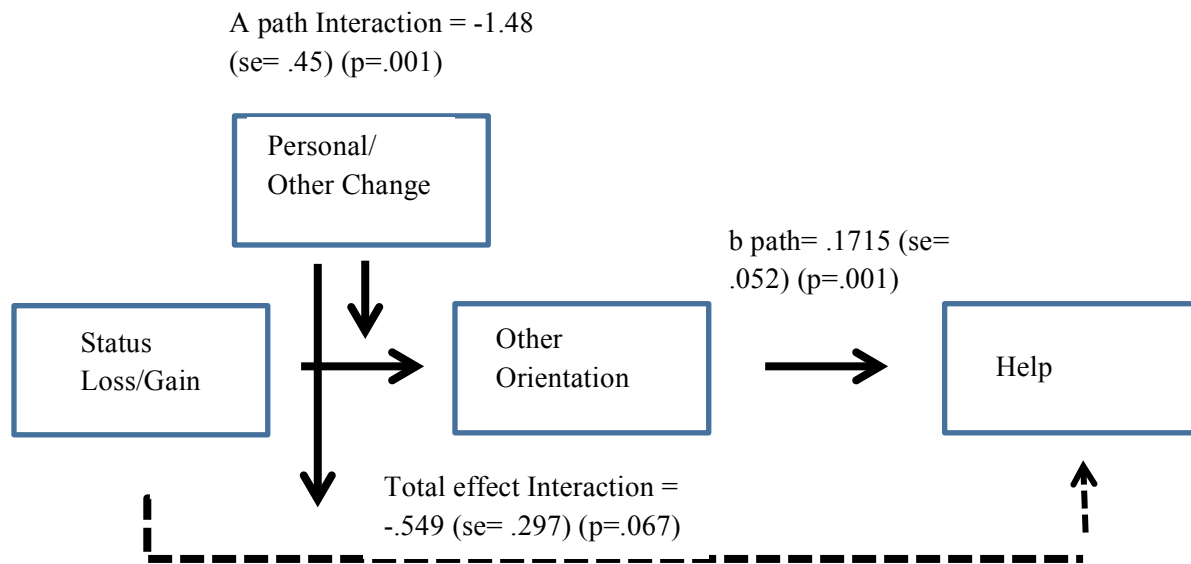 A path Interaction = -1.48
(se= .45) (p=.001)
Personal/
Other Change
b path= .1715 (se=
.052) (p=.001)
Status
Loss/Gain
Other
Orientation
Help
Total effect Interaction =
-.549 (se= .297) (p=.067)